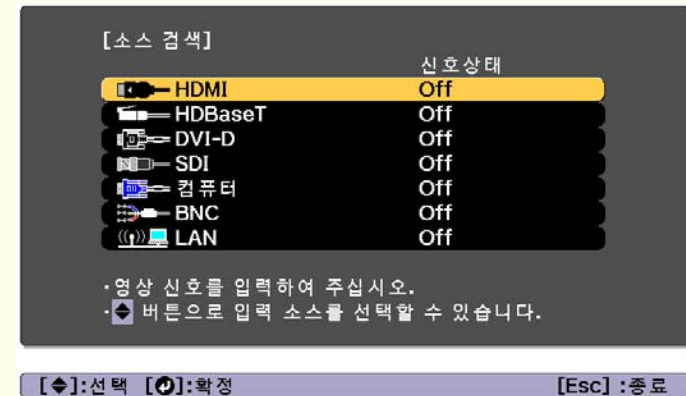 [소스 검색]
신호상태
HDMI Off
HDBaseT Off
DVI-D Off
SDI Off
컴퓨터 Off
BNC Off
LAN Off
·영상 신호를 입력하여 주십시오.
·[◆] 버튼으로 입력 소스를 선택할 수 있습니다.
[◆]:선택 [↵]:확정 [Esc] :종료